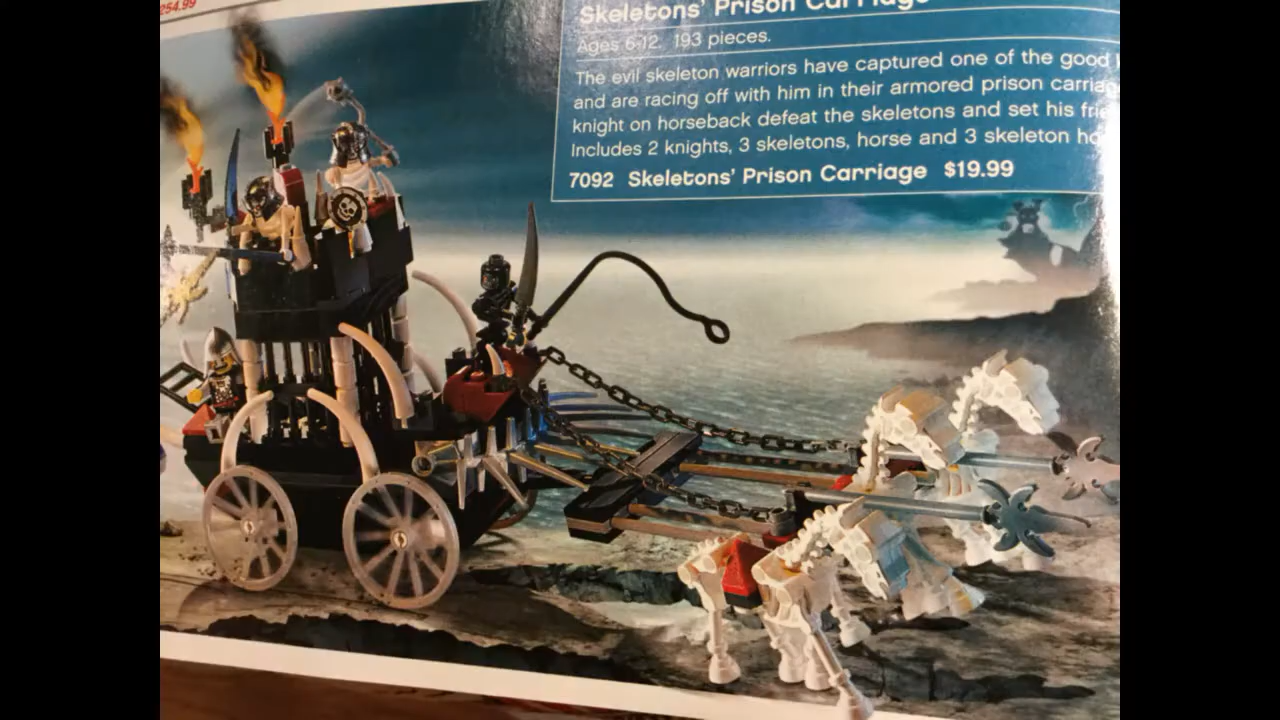 254.99
Skeletons' Prison Carriage
Ages 6-12. 193 pieces.
The evil skeleton warriors have captured one of the good
and are racing off with him in their armored prison
knight on horseback defeat the skeletons and set his
Includes 2 knights, 3 skeletons, horse and 3 skeleton
7092 Skeletons' Prison Carriage $19.99